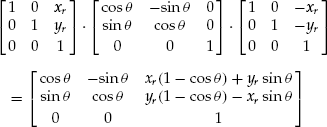 [1 0 x_r; 0 1 y_r; 0 0 1] · [cos θ −sin θ 0; sin θ cos θ 0; 0 0 1] · [1 0 −x_r; 0 1 −y_r; 0 0 1]
= [cos θ −sin θ x_r(1 − cos θ) + y_r sin θ; sin θ cos θ y_r(1 − cos θ) − x_r sin θ; 0 0 1]